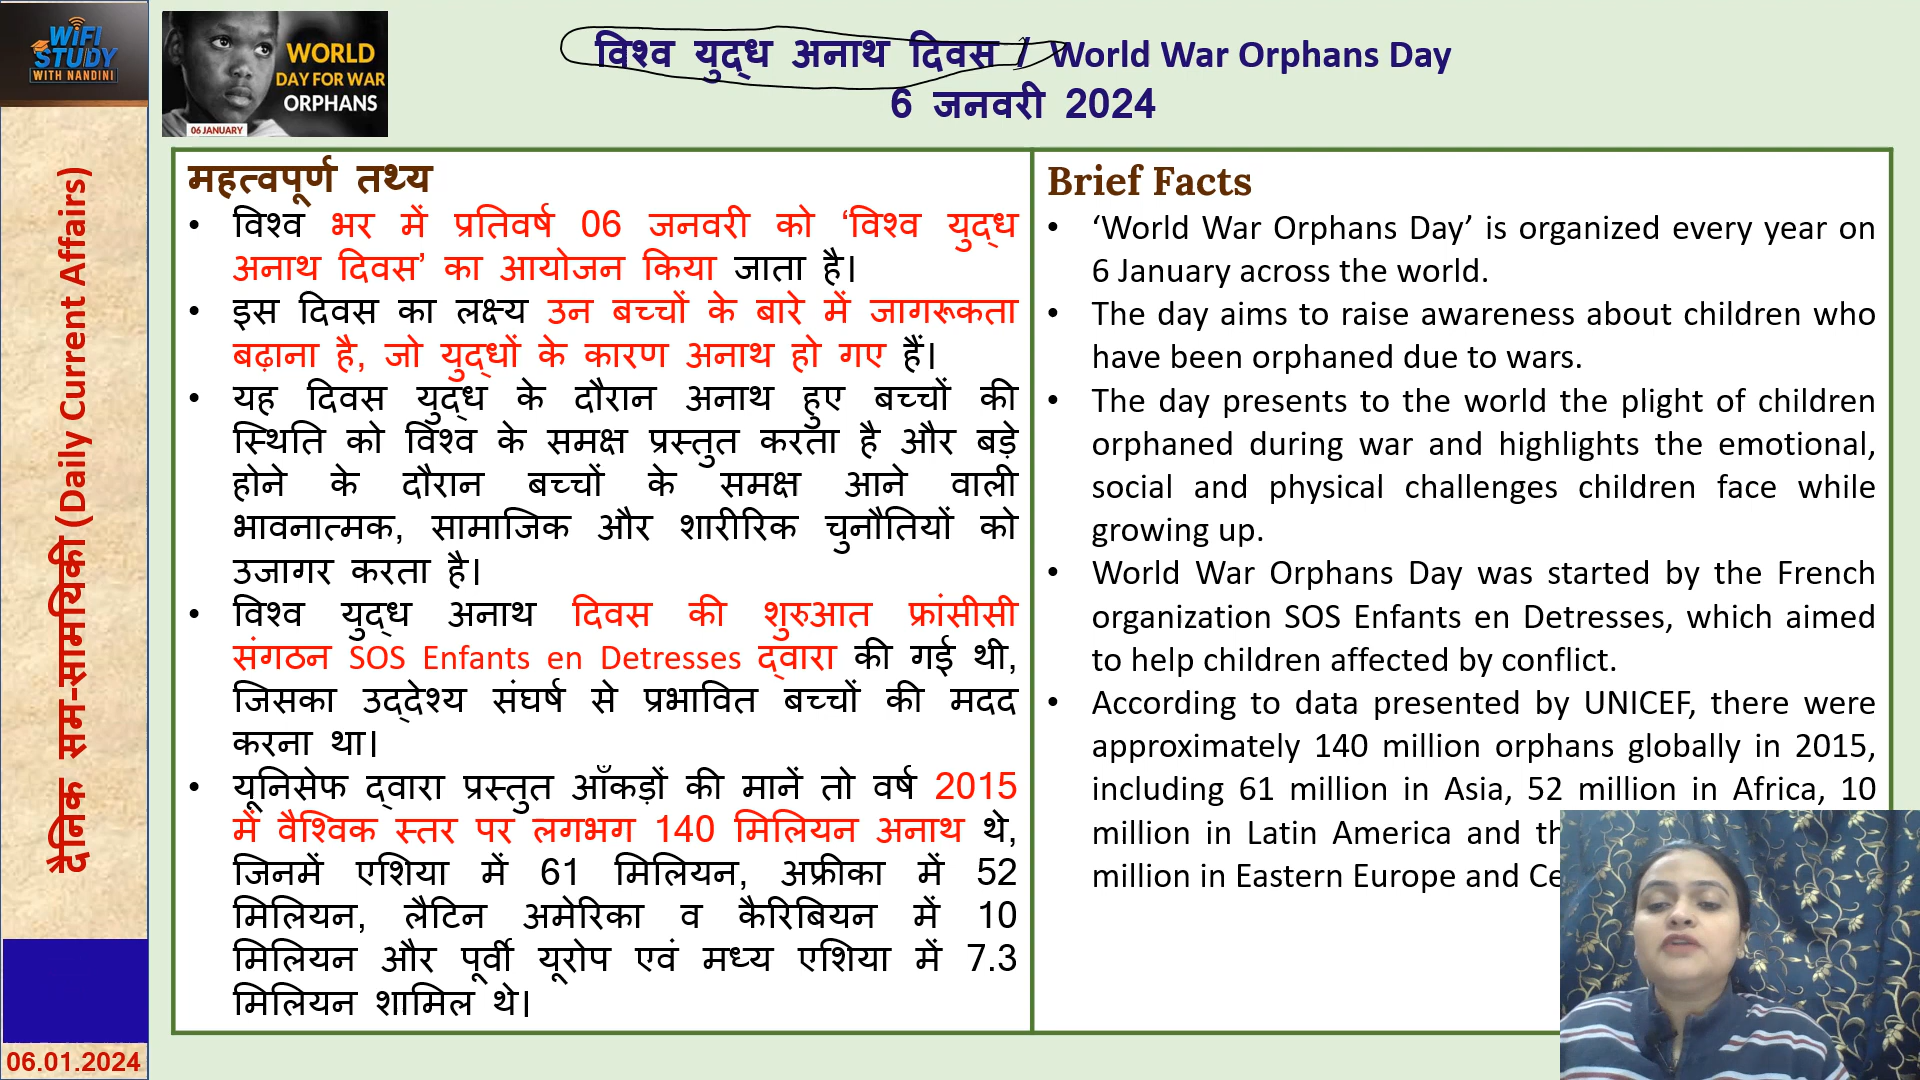 WiFi
STUDY
WITH NANDINI
दैनिक सम-सामयिकी (Daily Current Affairs)
06.01.2024
WORLD
DAY FOR WAR
ORPHANS
06 JANUARY
विश्व युद्ध अनाथ दिवस / World War Orphans Day
6 जनवरी 2024
महत्वपूर्ण तथ्य
• विश्व भर में प्रतिवर्ष 06 जनवरी को ‘विश्व युद्ध
अनाथ दिवस’ का आयोजन किया जाता है।
• इस दिवस का लक्ष्य उन बच्चों के बारे में जागरूकता
बढ़ाना है, जो युद्धों के कारण अनाथ हो गए हैं।
• यह दिवस युद्ध के दौरान अनाथ हुए बच्चों की
स्थिति को विश्व के समक्ष प्रस्तुत करता है और बड़े
होने के दौरान बच्चों के समक्ष आने वाली
भावनात्मक, सामाजिक और शारीरिक चुनौतियों को
उजागर करता है।
• विश्व युद्ध अनाथ दिवस की शुरुआत फ्रांसीसी
संगठन SOS Enfants en Detresses द्वारा की गई थी,
जिसका उद्देश्य संघर्ष से प्रभावित बच्चों की मदद
करना था।
• यूनिसेफ द्वारा प्रस्तुत आँकड़ों की मानें तो वर्ष 2015
में वैश्विक स्तर पर लगभग 140 मिलियन अनाथ थे,
जिनमें एशिया में 61 मिलियन, अफ्रीका में 52
मिलियन, लैटिन अमेरिका व कैरिबियन में 10
मिलियन और पूर्वी यूरोप एवं मध्य एशिया में 7.3
मिलियन शामिल थे।
Brief Facts
• ‘World War Orphans Day’ is organized every year on
6 January across the world.
• The day aims to raise awareness about children who
have been orphaned due to wars.
• The day presents to the world the plight of children
orphaned during war and highlights the emotional,
social and physical challenges children face while
growing up.
• World War Orphans Day was started by the French
organization SOS Enfants en Detresses, which aimed
to help children affected by conflict.
• According to data presented by UNICEF, there were
approximately 140 million orphans globally in 2015,
including 61 million in Asia, 52 million in Africa, 10
million in Latin America and
million in Eastern Europe and